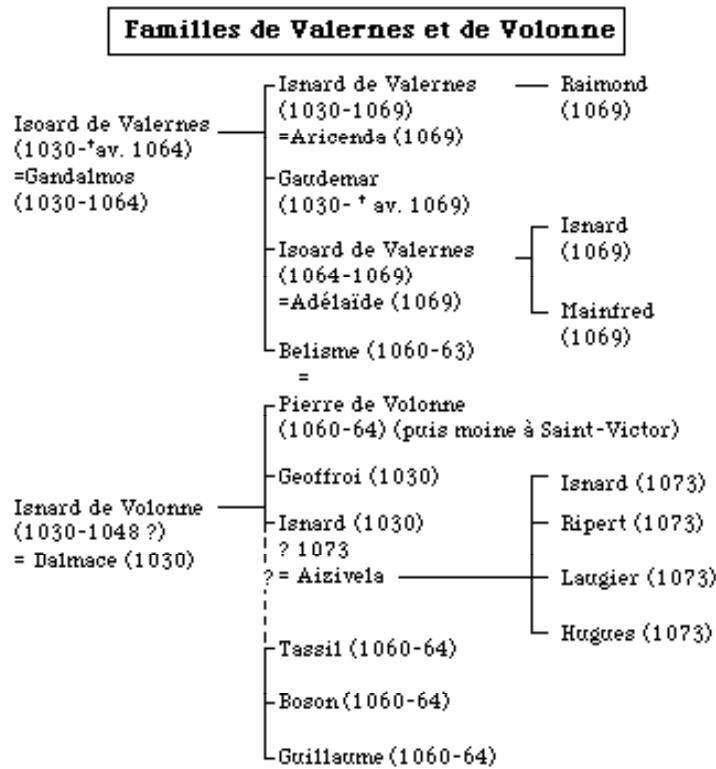 Familles de Valernes et de Volonne
Isoard de Valernes
(1030-†av. 1064)
=Gandalmos
(1030-1064)
Isnard de Valernes
(1030-1069)
=Aricenda (1069)
Raimond
(1069)
Gaudemar
(1030- † av. 1069)
Isoard de Valernes
(1064-1069)
=Adélaïde (1069)
Isnard
(1069)
Mainfred
(1069)
Belisme (1060-63)
=
Isnard de Volonne
(1030-1048 ?)
= Dalmace (1030)
Pierre de Volonne
(1060-64) (puis moine à Saint-Victor)
Geoffroi (1030)
Isnard (1030)
? 1073
? = Aizivela
Isnard (1073)
Ripert (1073)
Laugier (1073)
Hugues (1073)
Tassil (1060-64)
Boson (1060-64)
Guillaume (1060-64)